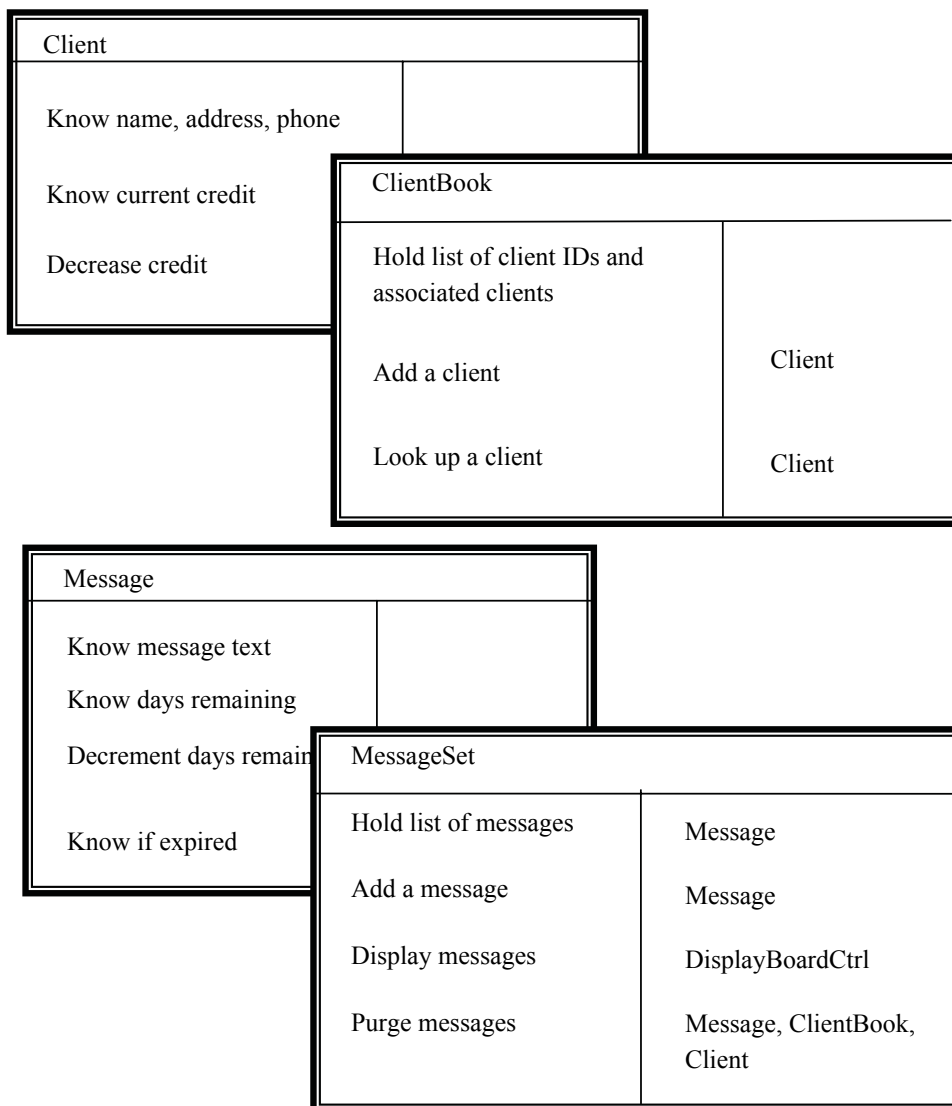 Client
Know name, address, phone
Know current credit
Decrease credit
ClientBook
Hold list of client IDs and
associated clients
Add a client
Client
Look up a client
Client
Message
Know message text
Know days remaining
Decrement days remain
Know if expired
MessageSet
Hold list of messages
Message
Add a message
Message
Display messages
DisplayBoardCtrl
Purge messages
Message, ClientBook,
Client